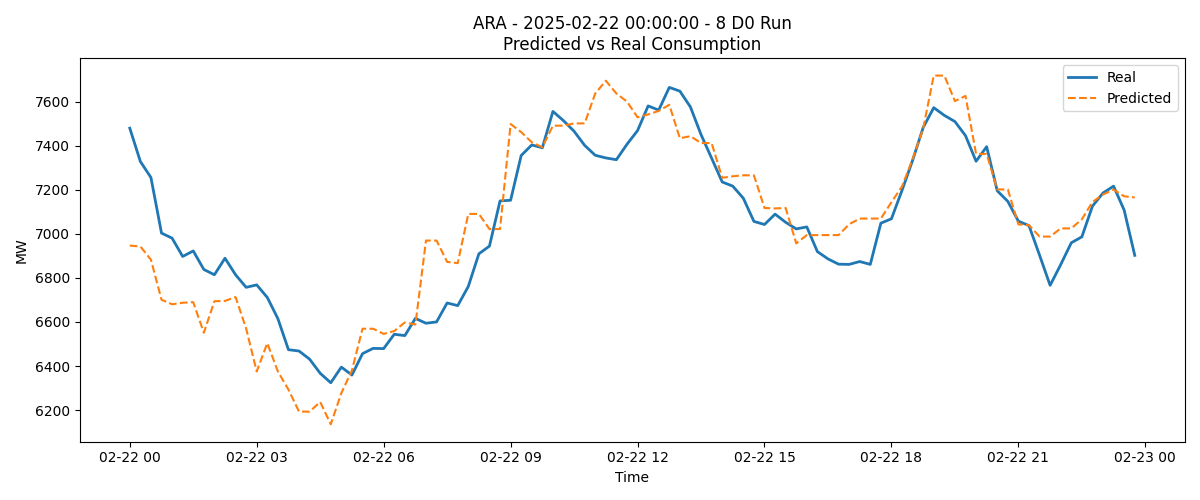 ARA - 2025-02-22 00:00:00 - 8 D0 Run
Predicted vs Real Consumption
Real
Predicted
MW
7600
7400
7200
7000
6800
6600
6400
6200
02-22 00
02-22 03
02-22 06
02-22 09
02-22 12
02-22 15
02-22 18
02-22 21
02-23 00
Time